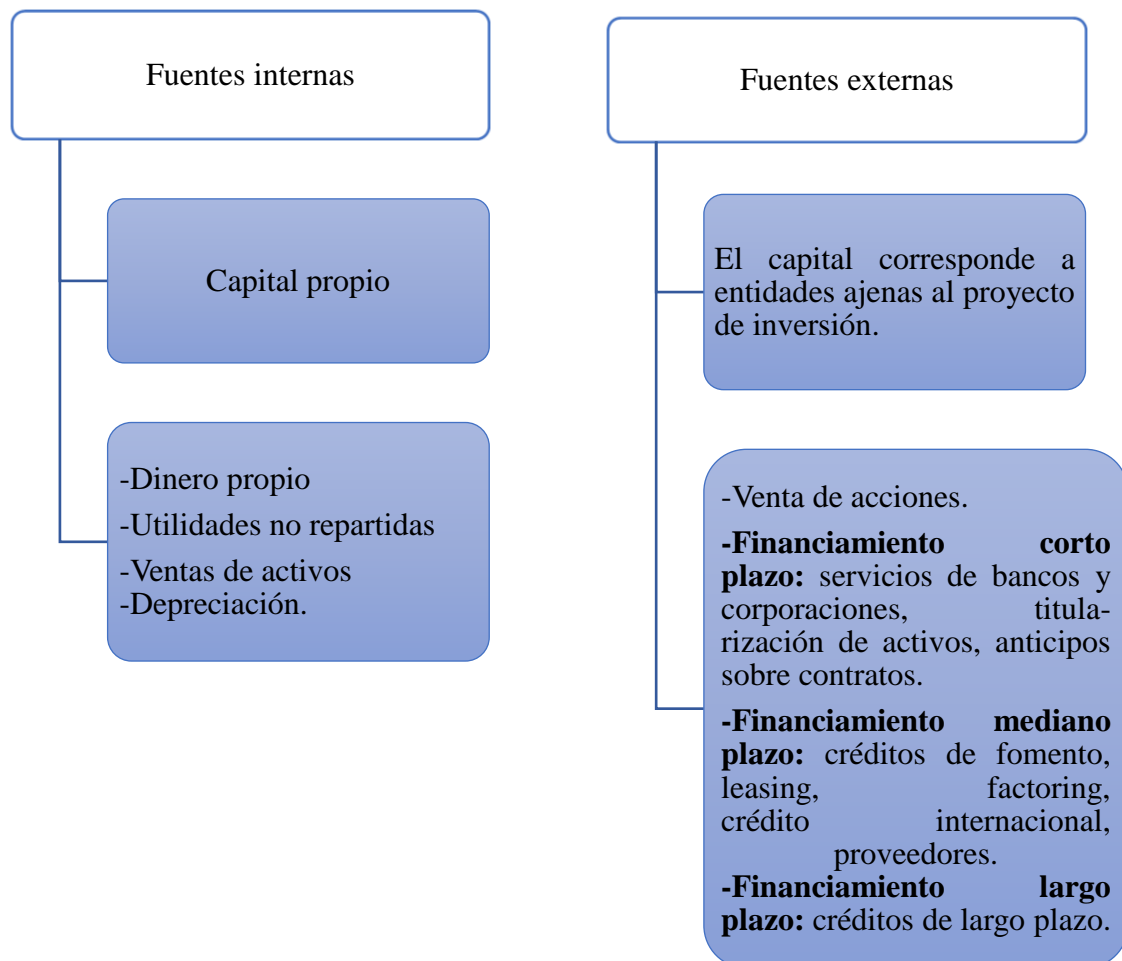 Fuentes internas
Capital propio
-Dinero propio
-Utilidades no repartidas
-Ventas de activos
-Depreciación.
Fuentes externas
El capital corresponde a
entidades ajenas al proyecto
de inversión.
-Venta de acciones.
-Financiamiento corto
plazo: servicios de bancos y
corporaciones, titula-
rización de activos, anticipos
sobre contratos.
-Financiamiento mediano
plazo: créditos de fomento,
leasing, factoring,
crédito internacional,
proveedores.
-Financiamiento largo
plazo: créditos de largo plazo.